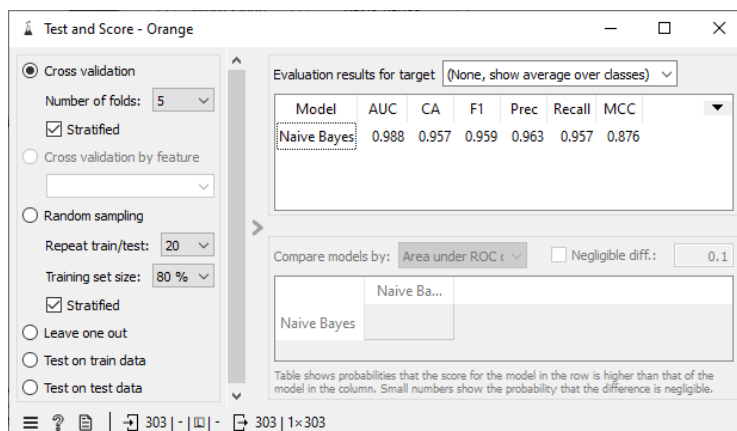 Test and Score - Orange
Cross validation
Number of folds: 5
Stratified
Cross validation by feature
Random sampling
Repeat train/test: 20
Training set size: 80 %
Stratified
Leave one out
Test on train data
Test on test data
Evaluation results for target (None, show average over classes)
Model AUC CA F1 Prec Recall MCC
Naive Bayes 0.988 0.957 0.959 0.963 0.957 0.876
Compare models by: Area under ROC c Negligible diff.: 0.1
Naive Ba...
Naive Bayes
Table shows probabilities that the score for the model in the row is higher than that of the
model in the column. Small numbers show the probability that the difference is negligible.
303 | - | - 303 | 1×303